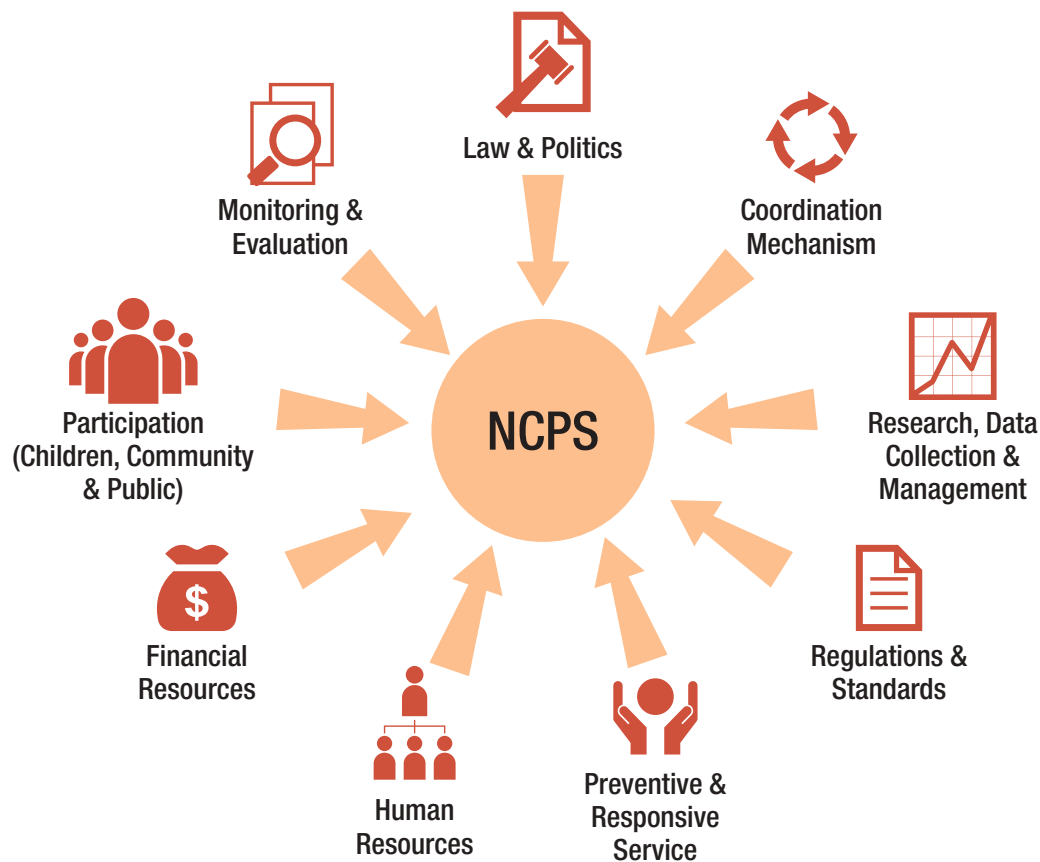 Law & Politics
Coordination
Mechanism
Research, Data
Collection &
Management
Regulations &
Standards
Preventive &
Responsive
Service
Human
Resources
$
Financial
Resources
Participation
(Children, Community
& Public)
Monitoring &
Evaluation
NCPS